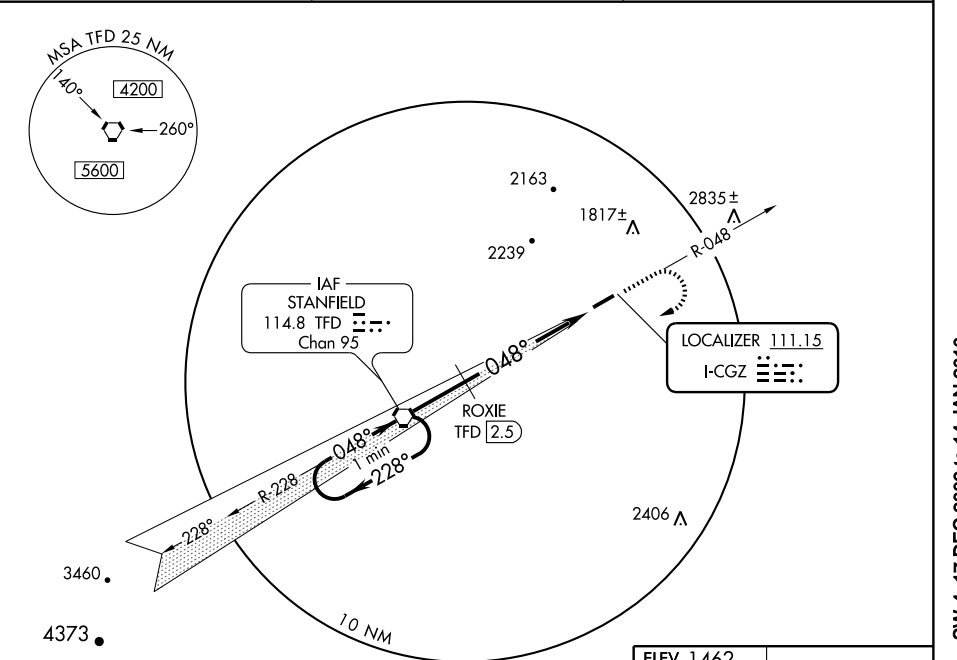 MSA TFD 25 NM
140°
4200
260°
5600
2163
1817±
2835±
2239
R-048
IAF
STANFIELD
114.8 TFD
Chan 95
LOCALIZER 111.15
I-CGZ
048°
ROXIE
TFD 2.5
048°
1 min
228°
R-228
228°
2406
3460
4373
10 NM
ELEV 1462